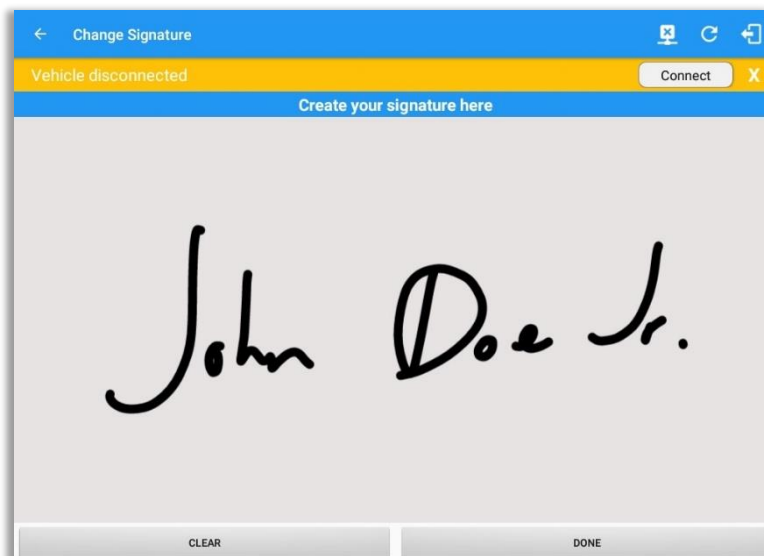 Change Signature
Vehicle disconnected Connect X
Create your signature here
John Doe Jr.
CLEAR DONE